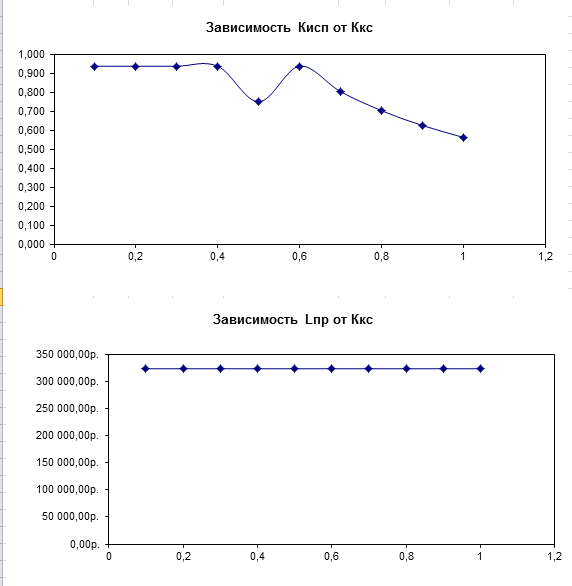 Зависимость Кисп от Ккс
1,000
0,900
0,800
0,700
0,600
0,500
0,400
0,300
0,200
0,100
0,000
0 0,2 0,4 0,6 0,8 1 1,2
Зависимость Lпр от Ккс
350 000,00р.
300 000,00р.
250 000,00р.
200 000,00р.
150 000,00р.
100 000,00р.
50 000,00р.
0,00р.
0 0,2 0,4 0,6 0,8 1 1,2